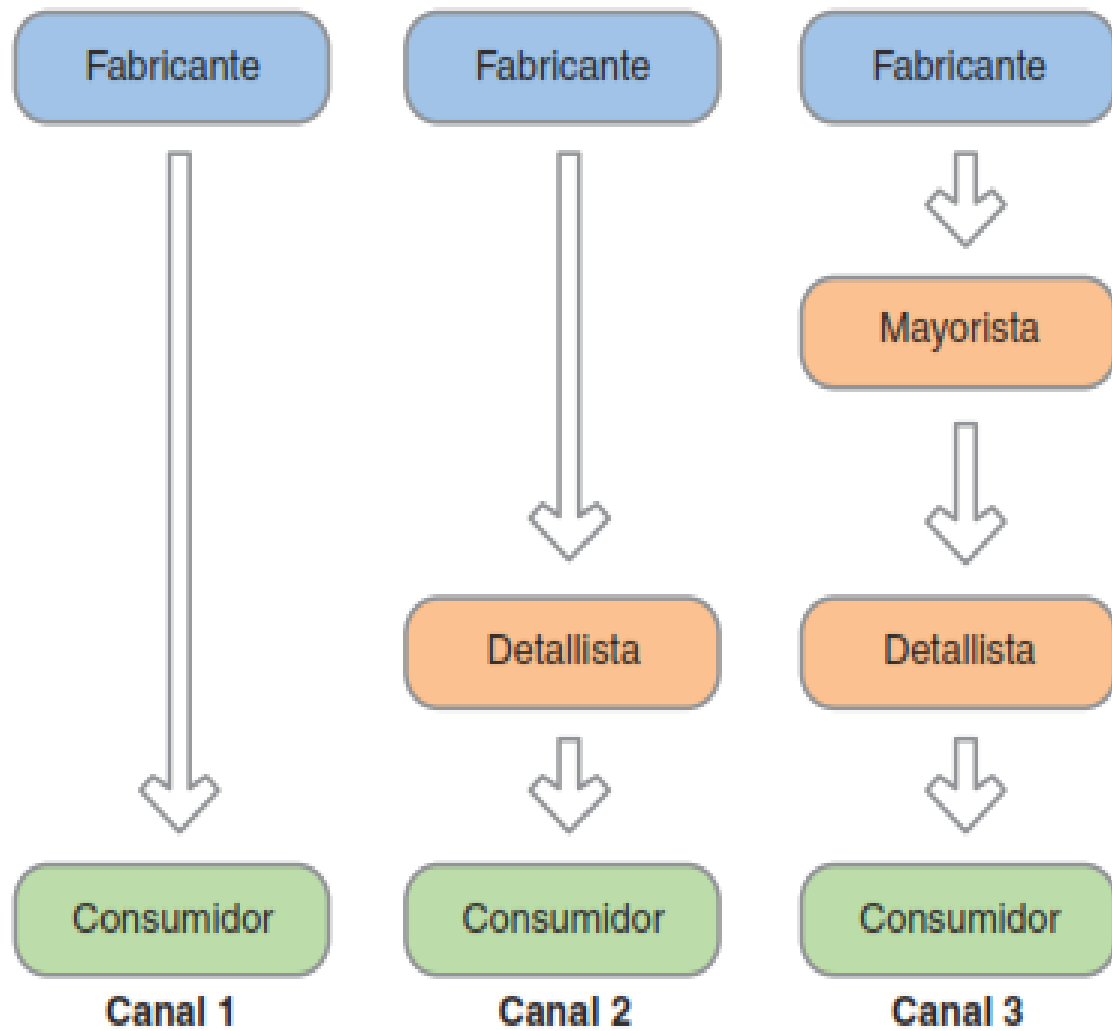 Fabricante
Fabricante
Fabricante
Mayorista
Detallista
Detallista
Consumidor
Consumidor
Consumidor
Canal 1
Canal 2
Canal 3